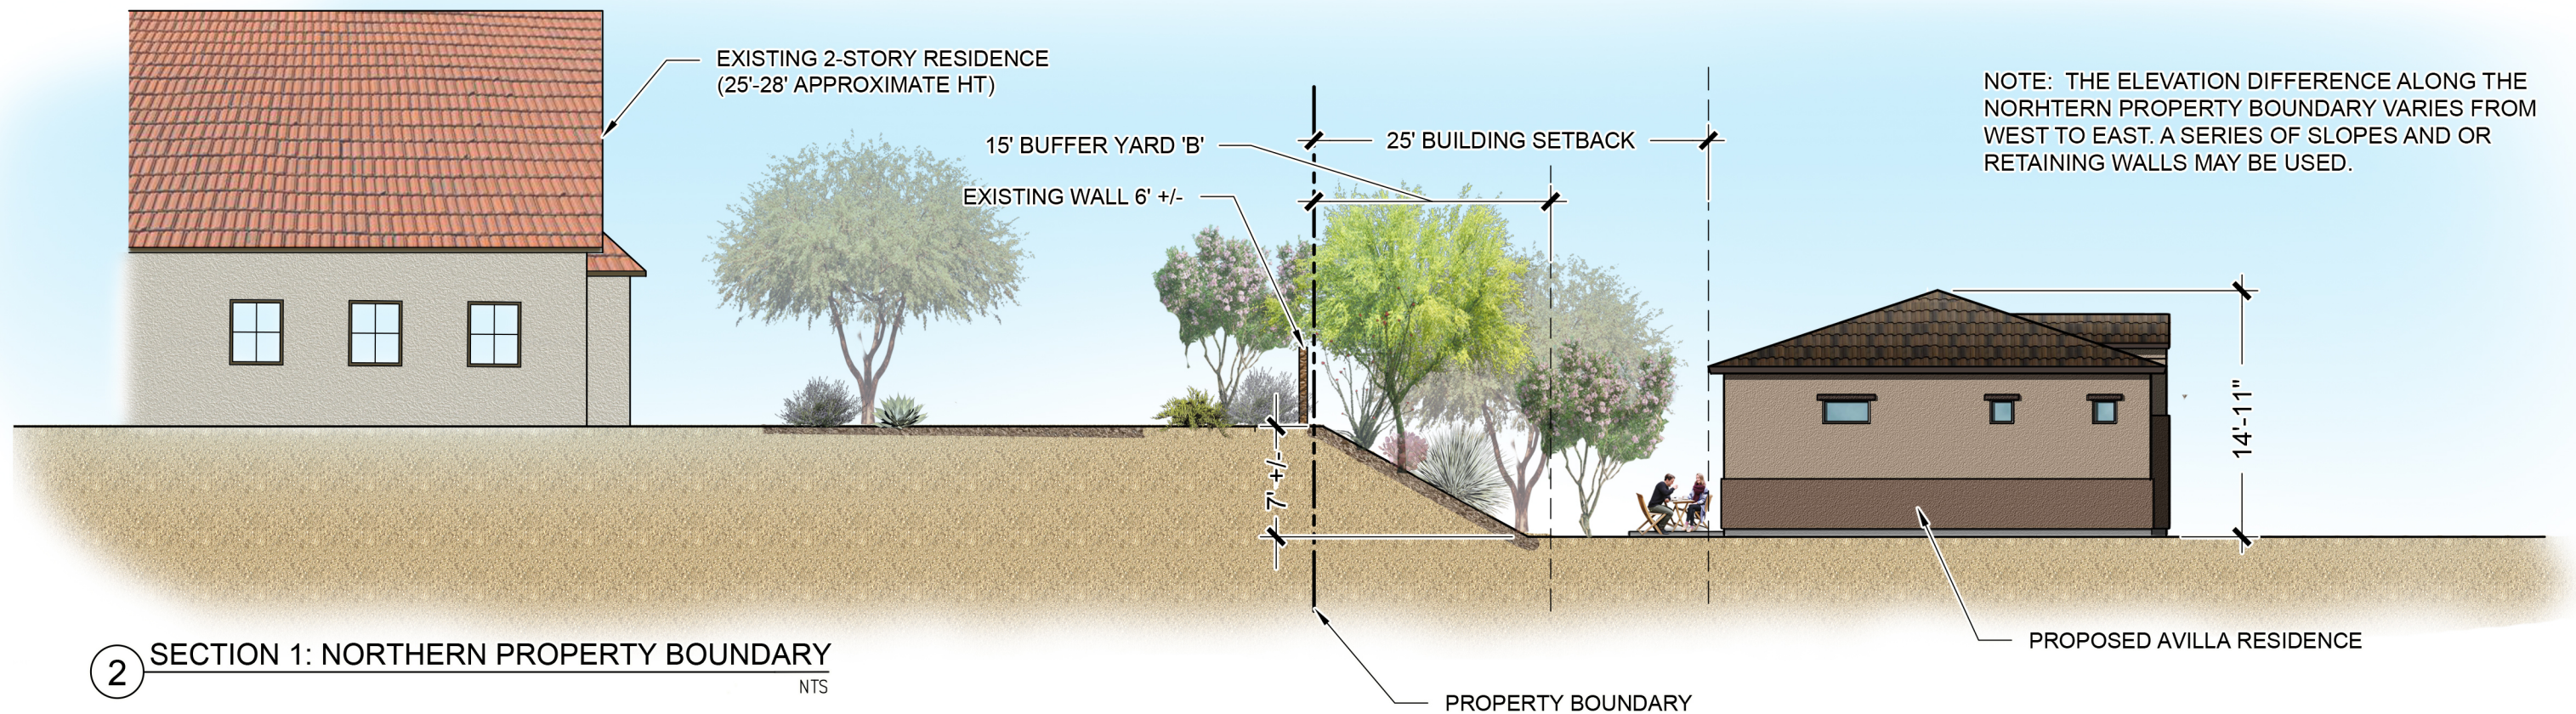 EXISTING 2-STORY RESIDENCE
(25'-28' APPROXIMATE HT)
15' BUFFER YARD 'B'
EXISTING WALL 6' +/-
25' BUILDING SETBACK
NOTE: THE ELEVATION DIFFERENCE ALONG THE
NORHTERN PROPERTY BOUNDARY VARIES FROM
WEST TO EAST. A SERIES OF SLOPES AND OR
RETAINING WALLS MAY BE USED.
7' +/-
14'-11"
PROPOSED AVILLA RESIDENCE
PROPERTY BOUNDARY
2
SECTION 1: NORTHERN PROPERTY BOUNDARY
NTS